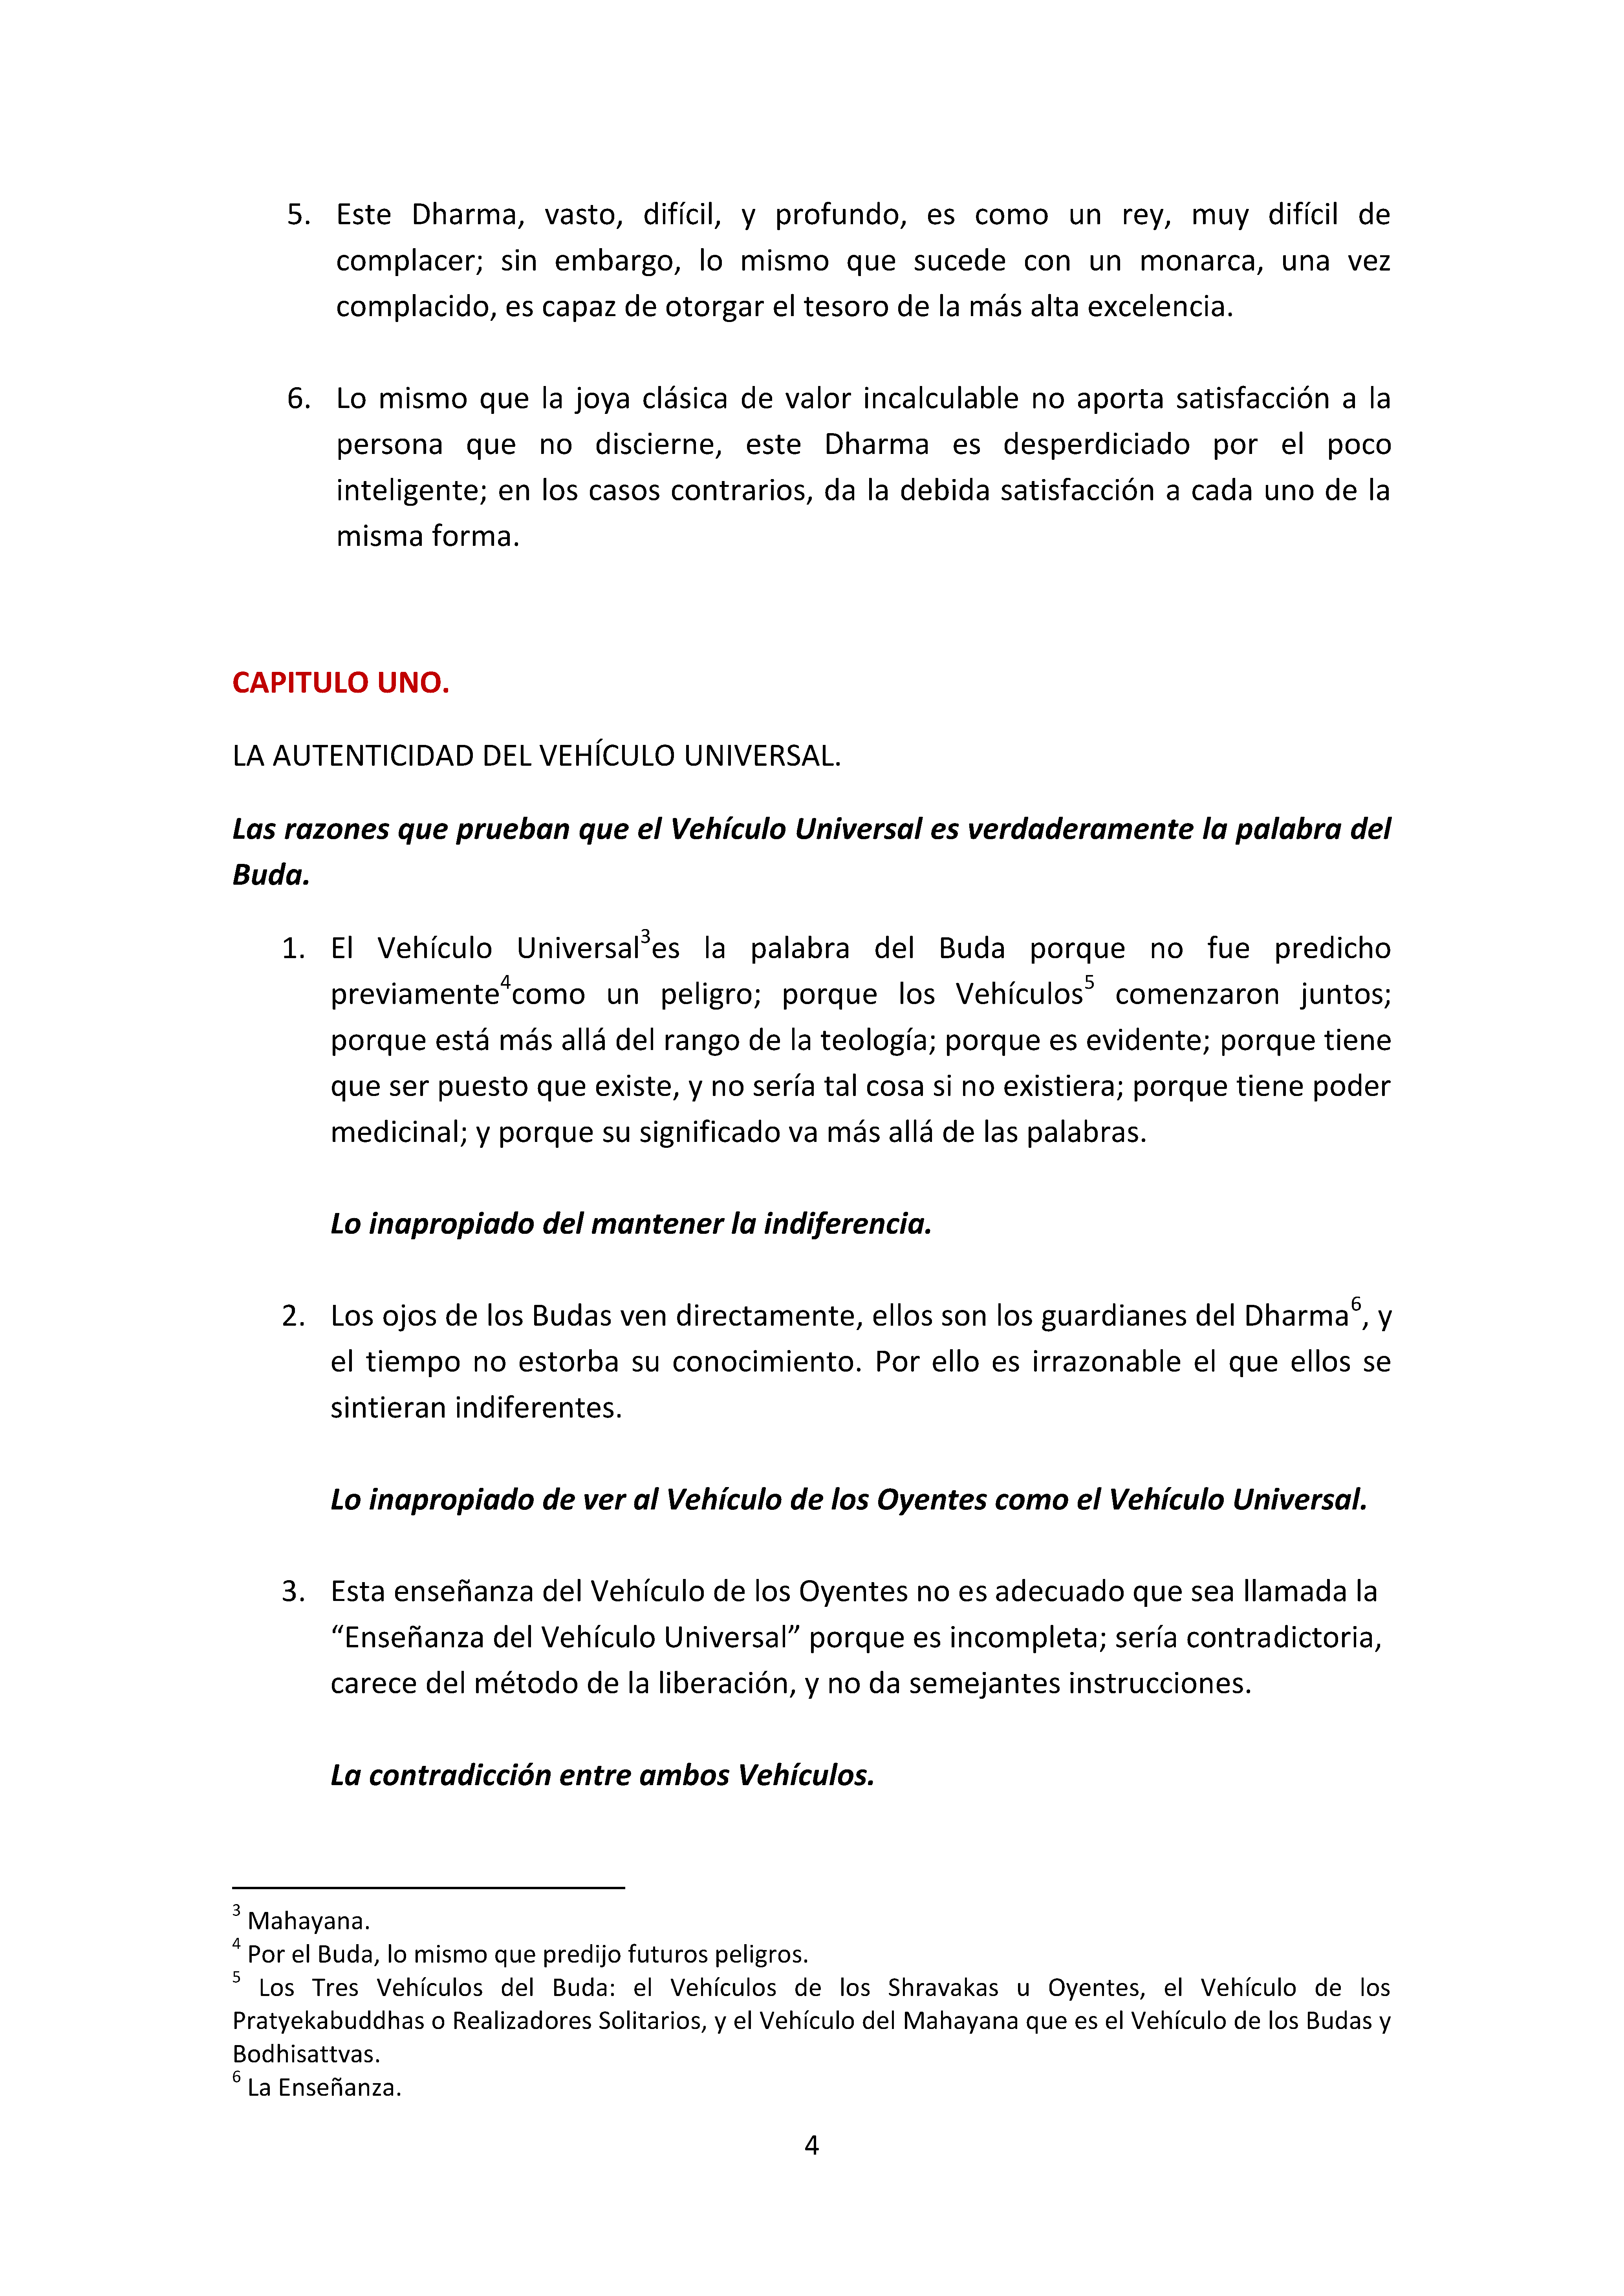 5. Este Dharma, vasto, difícil, y profundo, es como un rey, muy difícil de
complacer; sin embargo, lo mismo que sucede con un monarca, una vez
complacido, es capaz de otorgar el tesoro de la más alta excelencia.
6. Lo mismo que la joya clásica de valor incalculable no aporta satisfacción a la
persona que no discierne, este Dharma es desperdiciado por el poco
inteligente; en los casos contrarios, da la debida satisfacción a cada uno de la
misma forma.
CAPITULO UNO.
LA AUTENTICIDAD DEL VEHÍCULO UNIVERSAL.
Las razones que prueban que el Vehículo Universal es verdaderamente la palabra del
Buda.
1. El Vehículo Universal³es la palabra del Buda porque no fue predicho
previamente⁴como un peligro; porque los Vehículos⁵ comenzaron juntos;
porque está más allá del rango de la teología; porque es evidente; porque tiene
que ser puesto que existe, y no sería tal cosa si no existiera; porque tiene poder
medicinal; y porque su significado va más allá de las palabras.
Lo inapropiado del mantener la indiferencia.
2. Los ojos de los Budas ven directamente, ellos son los guardianes del Dharma⁶, y
el tiempo no estorba su conocimiento. Por ello es irrazonable el que ellos se
sintieran indiferentes.
Lo inapropiado de ver al Vehículo de los Oyentes como el Vehículo Universal.
3. Esta enseñanza del Vehículo de los Oyentes no es adecuado que sea llamada la
“Enseñanza del Vehículo Universal” porque es incompleta; sería contradictoria,
carece del método de la liberación, y no da semejantes instrucciones.
La contradicción entre ambos Vehículos.
³ Mahayana.
⁴ Por el Buda, lo mismo que predijo futuros peligros.
⁵ Los Tres Vehículos del Buda: el Vehículos de los Shravakas u Oyentes, el Vehículo de los
Pratyekabuddhas o Realizadores Solitarios, y el Vehículo del Mahayana que es el Vehículo de los Budas y
Bodhisattvas.
⁶ La Enseñanza.
4